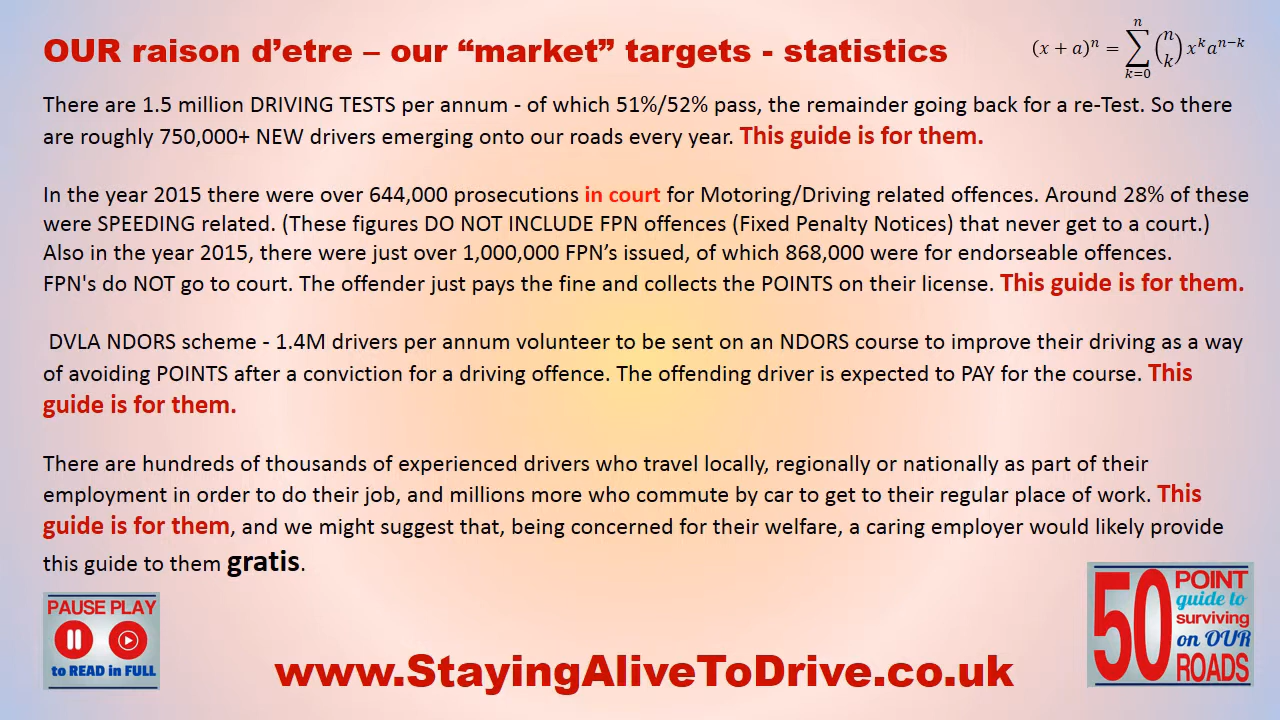 OUR raison d’etre – our “market” targets - statistics
(x + a)^n = ∑_{k=0}^{n} (n k) x^k a^{n−k}
There are 1.5 million DRIVING TESTS per annum - of which 51%/52% pass, the remainder going back for a re-Test. So there
are roughly 750,000+ NEW drivers emerging onto our roads every year. This guide is for them.
In the year 2015 there were over 644,000 prosecutions in court for Motoring/Driving related offences. Around 28% of these
were SPEEDING related. (These figures DO NOT INCLUDE FPN offences (Fixed Penalty Notices) that never get to a court.)
Also in the year 2015, there were just over 1,000,000 FPN’s issued, of which 868,000 were for endorseable offences.
FPN's do NOT go to court. The offender just pays the fine and collects the POINTS on their license. This guide is for them.
DVLA NDORS scheme - 1.4M drivers per annum volunteer to be sent on an NDORS course to improve their driving as a way
of avoiding POINTS after a conviction for a driving offence. The offending driver is expected to PAY for the course. This
guide is for them.
There are hundreds of thousands of experienced drivers who travel locally, regionally or nationally as part of their
employment in order to do their job, and millions more who commute by car to get to their regular place of work. This
guide is for them, and we might suggest that, being concerned for their welfare, a caring employer would likely provide
this guide to them gratis.
PAUSE PLAY
to READ in FULL
www.StayingAliveToDrive.co.uk
50 POINT
guide to
surviving
on OUR
ROADS